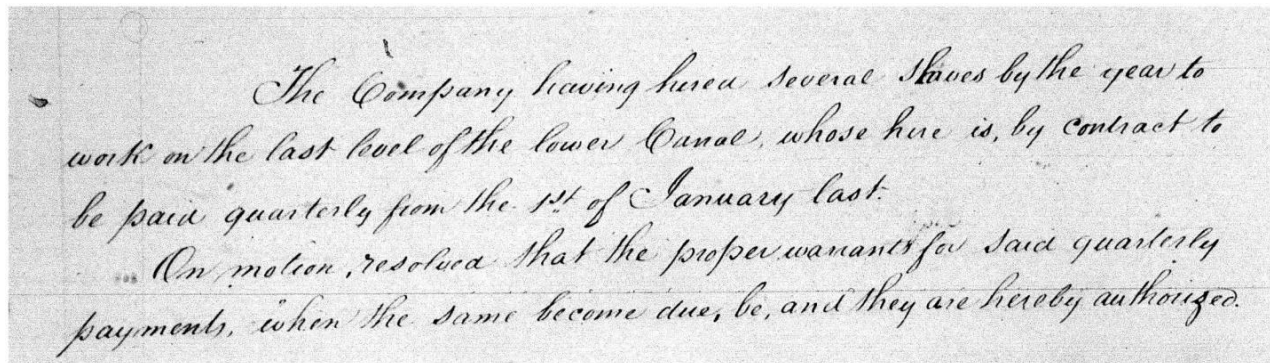 The Company having hired several Slaves by the year to
work on the last level of the lower Canal, whose hire is, by contract to
be paid quarterly from the 1st of January last.
On motion, resolved that the proper warrants for said quarterly
payments, when the same become due, be, and they are hereby authorized.